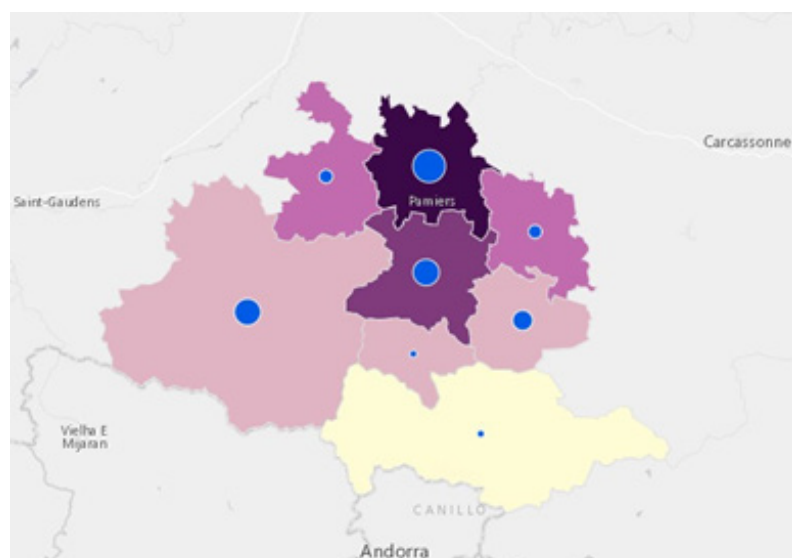 Carcassonne
Saint-Gaudens
Pamiers
Vielha E
Mijaran
CANILLO
Andorra